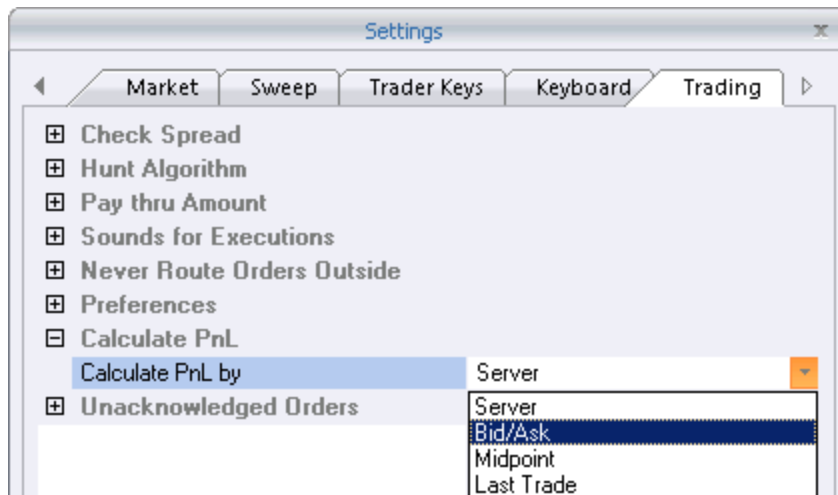 Settings
Market Sweep Trader Keys Keyboard Trading
Check Spread
Hunt Algorithm
Pay thru Amount
Sounds for Executions
Never Route Orders Outside
Preferences
Calculate PnL
Calculate PnL by Server
Unacknowledged Orders Server
Bid/Ask
Midpoint
Last Trade